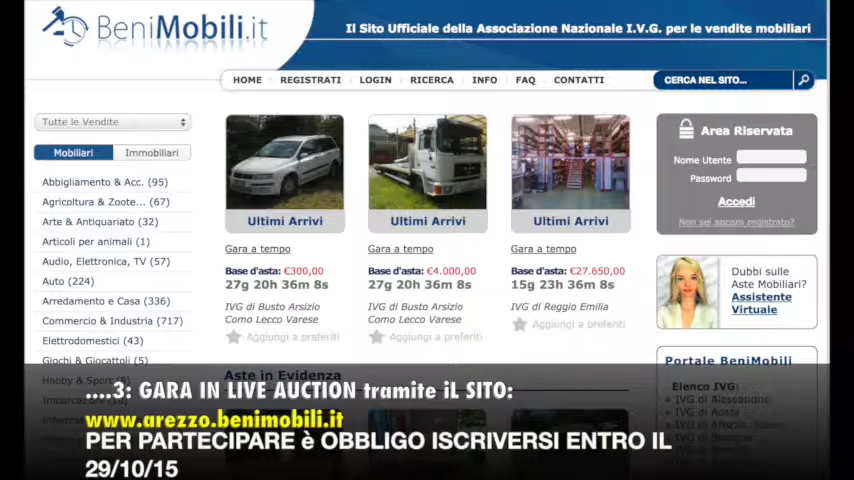 BeniMobili.it
Il Sito Ufficiale della Associazione Nazionale I.V.G. per le vendite mobiliari
HOME REGISTRATI LOGIN RICERCA INFO FAQ CONTATTI CERCA NEL SITO...
Tutte le Vendite
Mobiliari Immobiliari
Abbigliamento & Acc. (95)
Agricoltura & Zoote... (67)
Arte & Antiquariato (32)
Articoli per animali (1)
Audio, Elettronica, TV (57)
Auto (224)
Arredamento e Casa (336)
Commercio & Industria (717)
Elettrodomestici (43)
Giochi & Giocattoli (5)
Hobby & Sport
Ultimi Arrivi
Gara a tempo
Base d'asta: €300,00
27g 20h 36m 8s
IVG di Busto Arsizio
Como Lecco Varese
Aggiungi a preferiti
Ultimi Arrivi
Gara a tempo
Base d'asta: €4.000,00
27g 20h 36m 8s
IVG di Busto Arsizio
Como Lecco Varese
Aggiungi a preferiti
Ultimi Arrivi
Gara a tempo
Base d'asta: €27.650,00
15g 23h 36m 8s
IVG di Reggio Emilia
Aggiungi a preferiti
Aste in Evidenza
Area Riservata
Nome Utente
Password
Accedi
Non sei ancora registrato?
Dubbi sulle
Aste Mobiliari?
Assistente
Virtuale
Portale BeniMobili
Elenco IVG:
IVG di Alessandria
IVG di Aosta
IVG di Arezzo
....3: GARA IN LIVE AUCTION tramite iL SITO:
www.arezzo.benimobili.it
PER PARTECIPARE è OBBLIGO ISCRIVERSI ENTRO IL
29/10/15